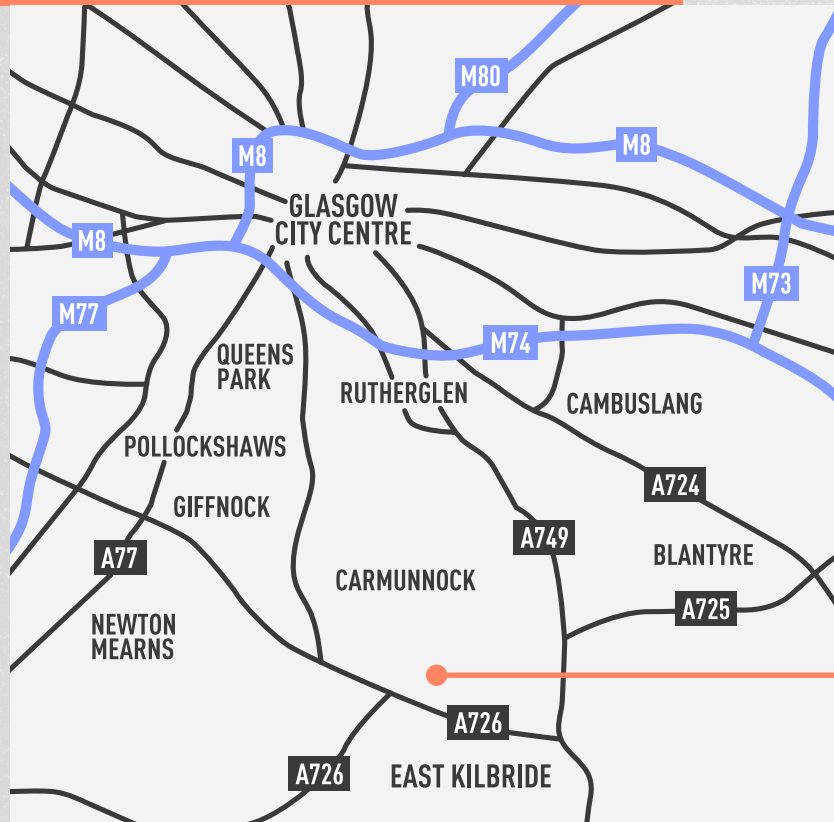 M80
M8
M8
GLASGOW
CITY CENTRE
M8
M73
M77
M74
QUEENS
PARK
RUTHERGLEN
CAMBUSLANG
POLLOCKSHAWS
A724
GIFFNOCK
A749
A77
BLANTYRE
CARMUNNOCK
A725
NEWTON
MEARNS
A726
A726
EAST KILBRIDE